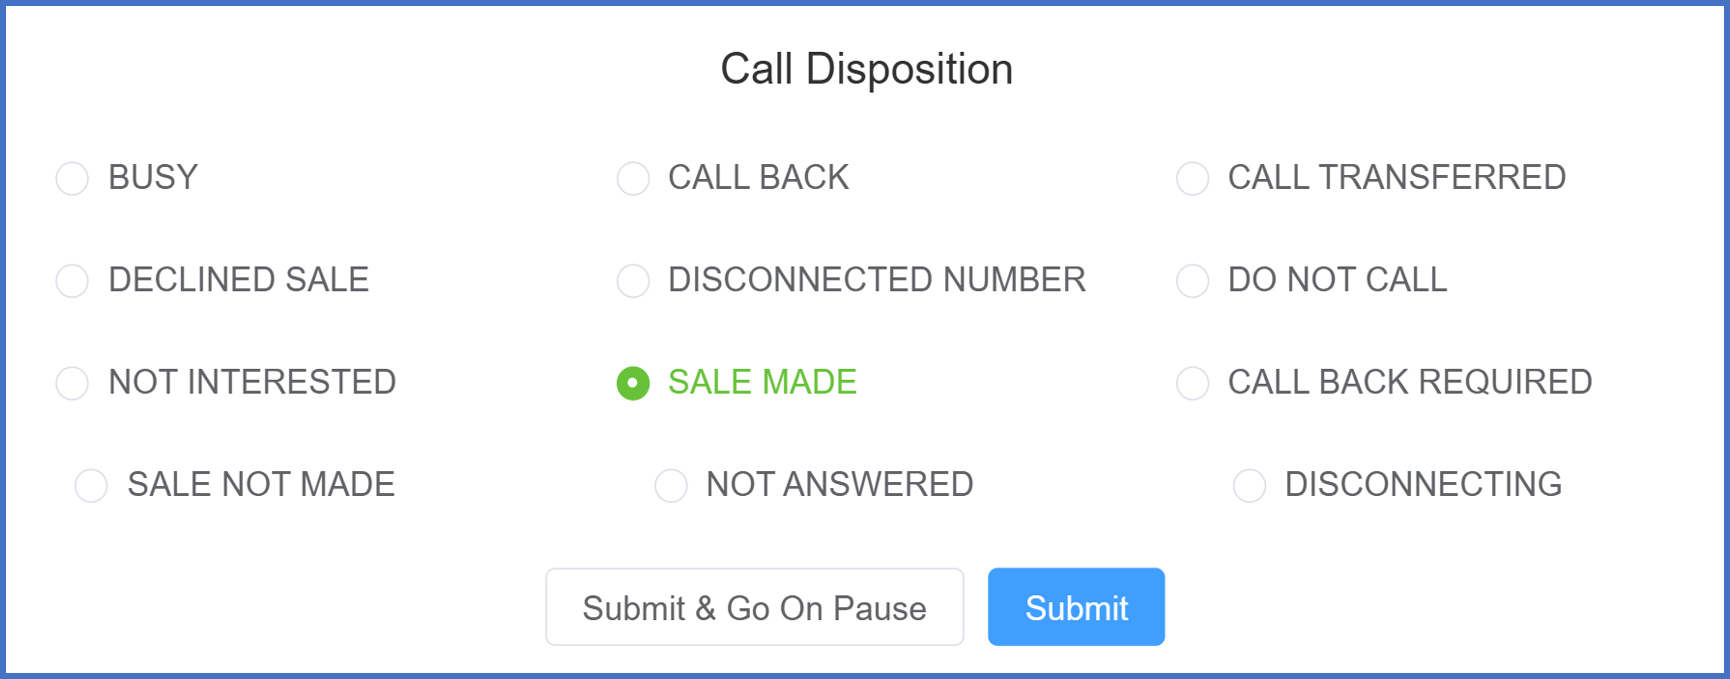 Call Disposition
BUSY CALL BACK CALL TRANSFERRED
DECLINED SALE DISCONNECTED NUMBER DO NOT CALL
NOT INTERESTED SALE MADE CALL BACK REQUIRED
SALE NOT MADE NOT ANSWERED DISCONNECTING
Submit & Go On Pause Submit